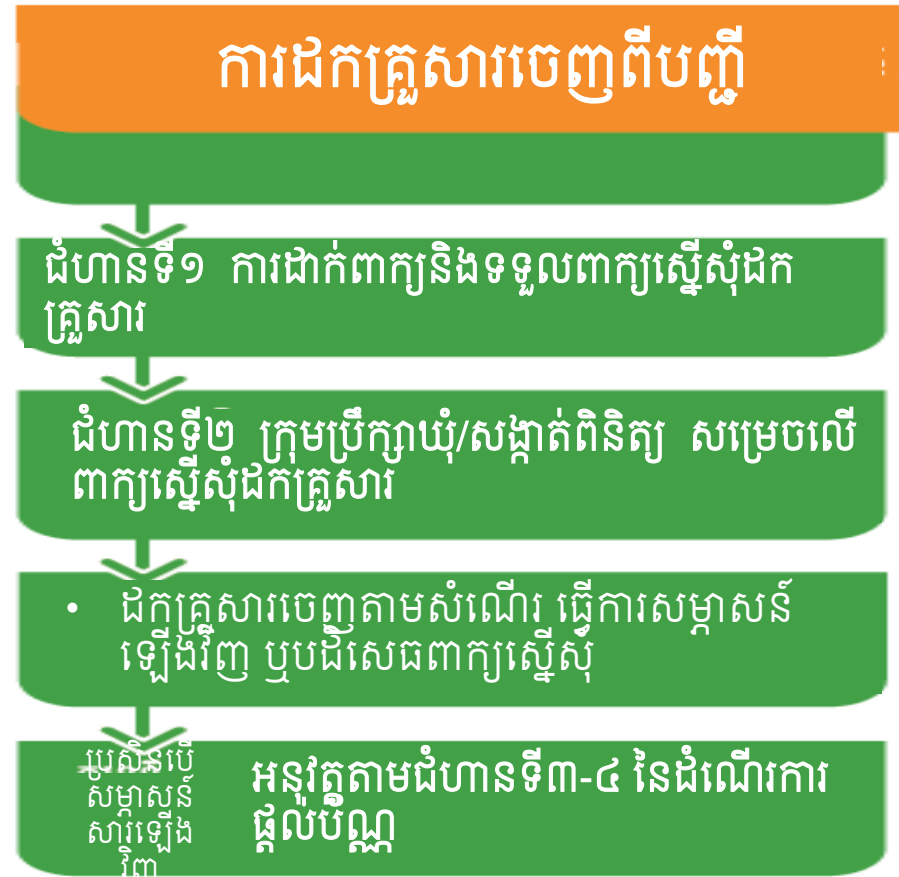 ការដកគ្រួសារចេញពីបញ្ជី
ជំហានទី១ ការដាក់ពាក្យនិងទទួលពាក្យស្នើសុំដក
គ្រួសារ
ជំហានទី២ ក្រុមប្រឹក្សាឃុំ/សង្កាត់ពិនិត្យ សម្រេចលើ
ពាក្យស្នើសុំដកគ្រួសារ
• ដកគ្រួសារចេញតាមសំណើរ ធ្វើការសម្ភាសន៍
ឡើងវិញ ឬបដិសេធពាក្យស្នើសុំ
ប្រសិនបើ
សម្ភាសន៍
សារឡើង
វិញ
អនុវត្តតាមជំហានទី៣-៤ នៃដំណើរការ
ផ្តល់ប័ណ្ណ